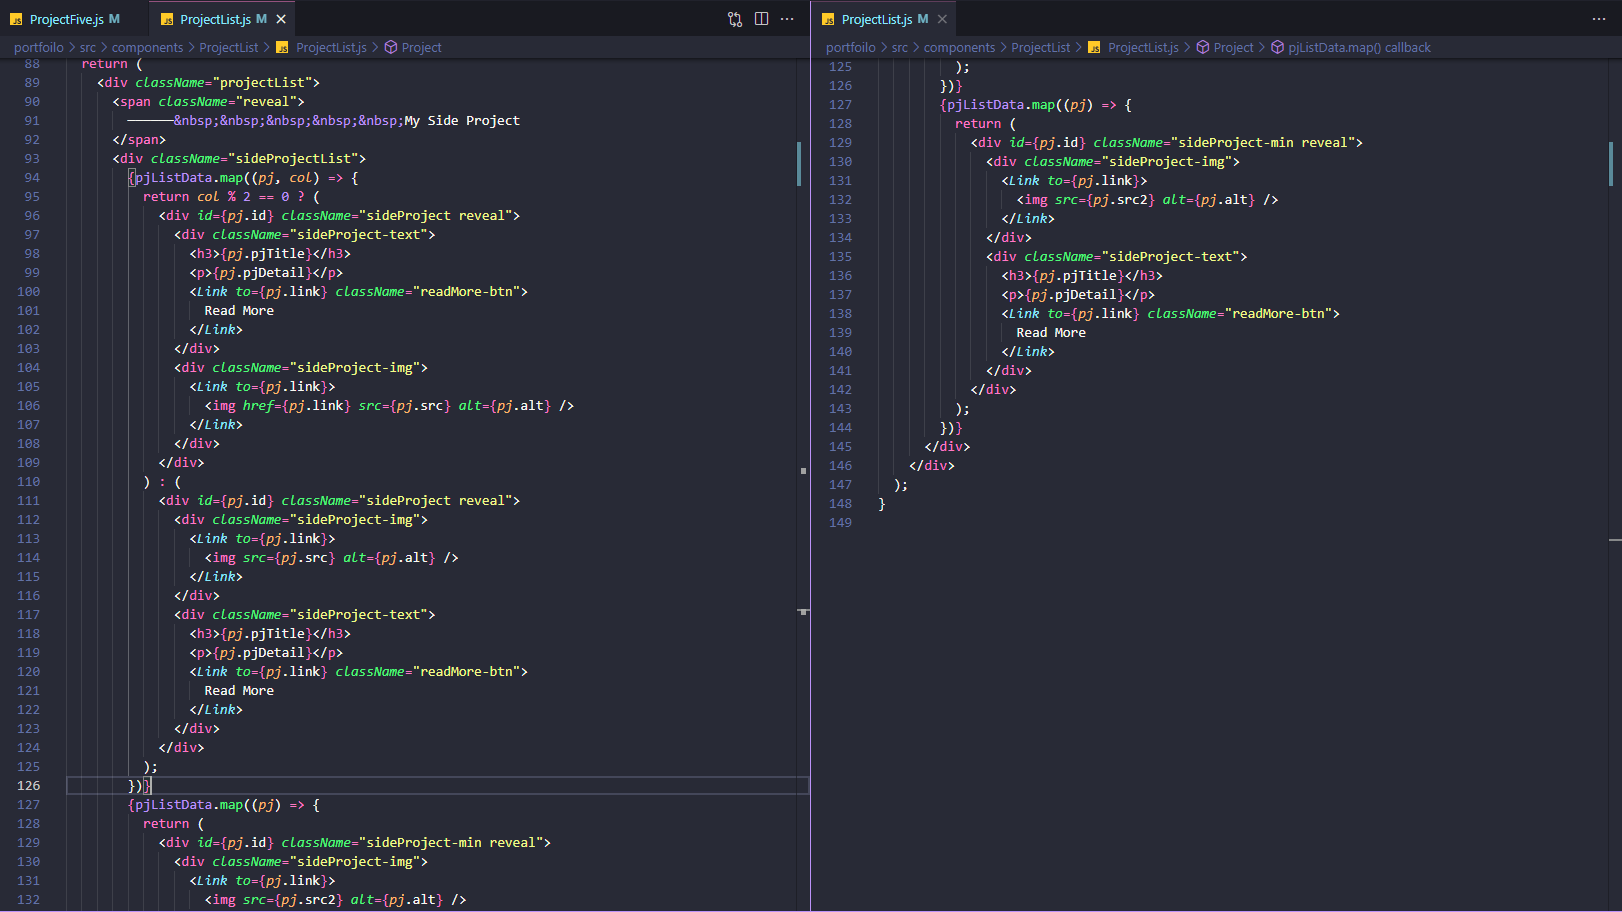 JS ProjectFive.js M
JS ProjectList.js M ×
portfoilo > src > components > ProjectList > JS ProjectList.js > Project
88 return (
89 <div className="projectList">
90 <span className="reveal">
91 ——————&nbsp;&nbsp;&nbsp;&nbsp;&nbsp;My Side Project
92 </span>
93 <div className="sideProjectList">
94 {pjListData.map((pj, col) => {
95 return col % 2 == 0 ? (
96 <div id={pj.id} className="sideProject reveal">
97 <div className="sideProject-text">
98 <h3>{pj.pjTitle}</h3>
99 <p>{pj.pjDetail}</p>
100 <Link to={pj.link} className="readMore-btn">
101 Read More
102 </Link>
103 </div>
104 <div className="sideProject-img">
105 <Link to={pj.link}>
106 <img href={pj.link} src={pj.src} alt={pj.alt} />
107 </Link>
108 </div>
109 </div>
110 ) : (
111 <div id={pj.id} className="sideProject reveal">
112 <div className="sideProject-img">
113 <Link to={pj.link}>
114 <img src={pj.src} alt={pj.alt} />
115 </Link>
116 </div>
117 <div className="sideProject-text">
118 <h3>{pj.pjTitle}</h3>
119 <p>{pj.pjDetail}</p>
120 <Link to={pj.link} className="readMore-btn">
121 Read More
122 </Link>
123 </div>
124 </div>
125 );
126 })}
127 {pjListData.map((pj) => {
128 return (
129 <div id={pj.id} className="sideProject-min reveal">
130 <div className="sideProject-img">
131 <Link to={pj.link}>
132 <img src={pj.src2} alt={pj.alt} />
JS ProjectList.js M ×
portfoilo > src > components > ProjectList > JS ProjectList.js > Project > pjListData.map() callback
125 );
126 })}
127 {pjListData.map((pj) => {
128 return (
129 <div id={pj.id} className="sideProject-min reveal">
130 <div className="sideProject-img">
131 <Link to={pj.link}>
132 <img src={pj.src2} alt={pj.alt} />
133 </Link>
134 </div>
135 <div className="sideProject-text">
136 <h3>{pj.pjTitle}</h3>
137 <p>{pj.pjDetail}</p>
138 <Link to={pj.link} className="readMore-btn">
139 Read More
140 </Link>
141 </div>
142 </div>
143 );
144 })}
145 </div>
146 </div>
147 );
148 }
149